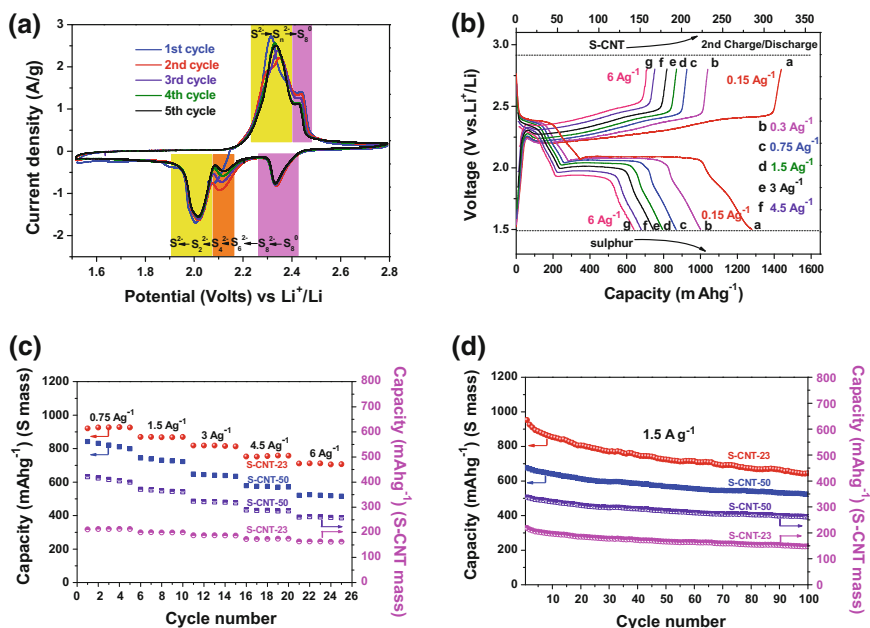 (a)
3
2
1
0
-1
-2
Current density (A/g)
1.6
2.0
2.4
2.8
Potential (Volts) vs Li⁺/Li
1st cycle
2nd cycle
3rd cycle
4th cycle
5th cycle
S²⁻→Sₙ²⁻→S₈⁰
S²⁻←S₂²⁻←S₄²⁻←S₆²⁻←S₈²⁻←S₈⁰
(b)
0 50 100 150 200 250 300 350
S-CNT
2nd Charge/Discharge
3.0
2.5
2.0
1.5
Voltage (V vs.Li⁺/Li)
6 Ag⁻¹
g f e d c b a
0.15 Ag⁻¹
b 0.3 Ag⁻¹
c 0.75 Ag⁻¹
d 1.5 Ag⁻¹
e 3 Ag⁻¹
f 4.5 Ag⁻¹
6 Ag⁻¹
0.15 Ag⁻¹
g f e d c b a
sulphur
0 200 400 600 800 1000 1200 1400 1600
Capacity (mAhg⁻¹)
(c)
1200
1000
800
600
400
200
0
Capacity (mAhg⁻¹) (S mass)
0.75 Ag⁻¹
1.5 Ag⁻¹
3 Ag⁻¹
4.5 Ag⁻¹
6 Ag⁻¹
S-CNT-23
S-CNT-50
S-CNT-50
S-CNT-23
0 2 4 6 8 10 12 14 16 18 20 22 24 26
Cycle number
800
700
600
500
400
300
200
100
0
Capacity (mAhg⁻¹) (S-CNT mass)
(d)
1200
1000
800
600
400
200
0
Capacity (mAhg⁻¹) (S mass)
1.5 Ag⁻¹
S-CNT-23
S-CNT-50
S-CNT-50
S-CNT-23
0 10 20 30 40 50 60 70 80 90 100
Cycle number
800
700
600
500
400
300
200
100
0
Capacity (mAhg⁻¹) (S-CNT mass)